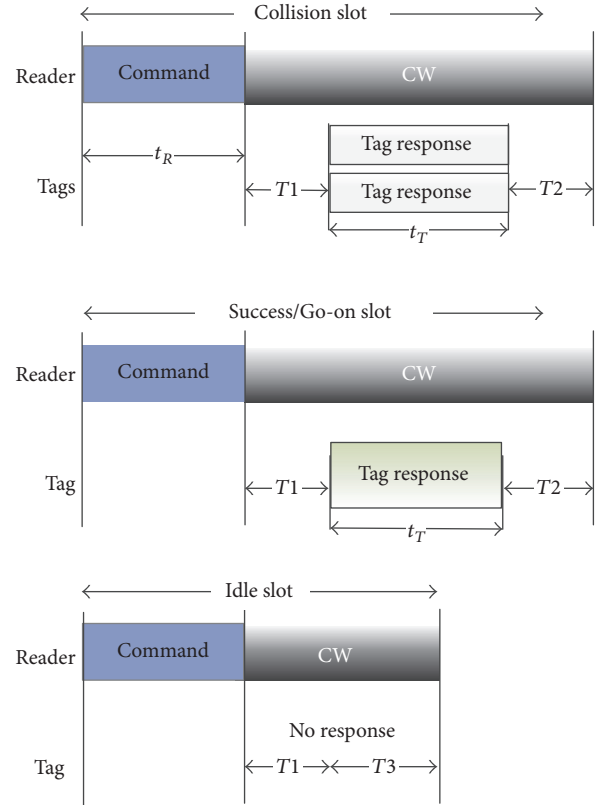 Collision slot
Reader
Command
CW
t_R
Tag response
Tags
T1
Tag response
T2
t_T
Success/Go-on slot
Reader
Command
CW
Tag
T1
Tag response
T2
t_T
Idle slot
Reader
Command
CW
No response
Tag
T1
T3